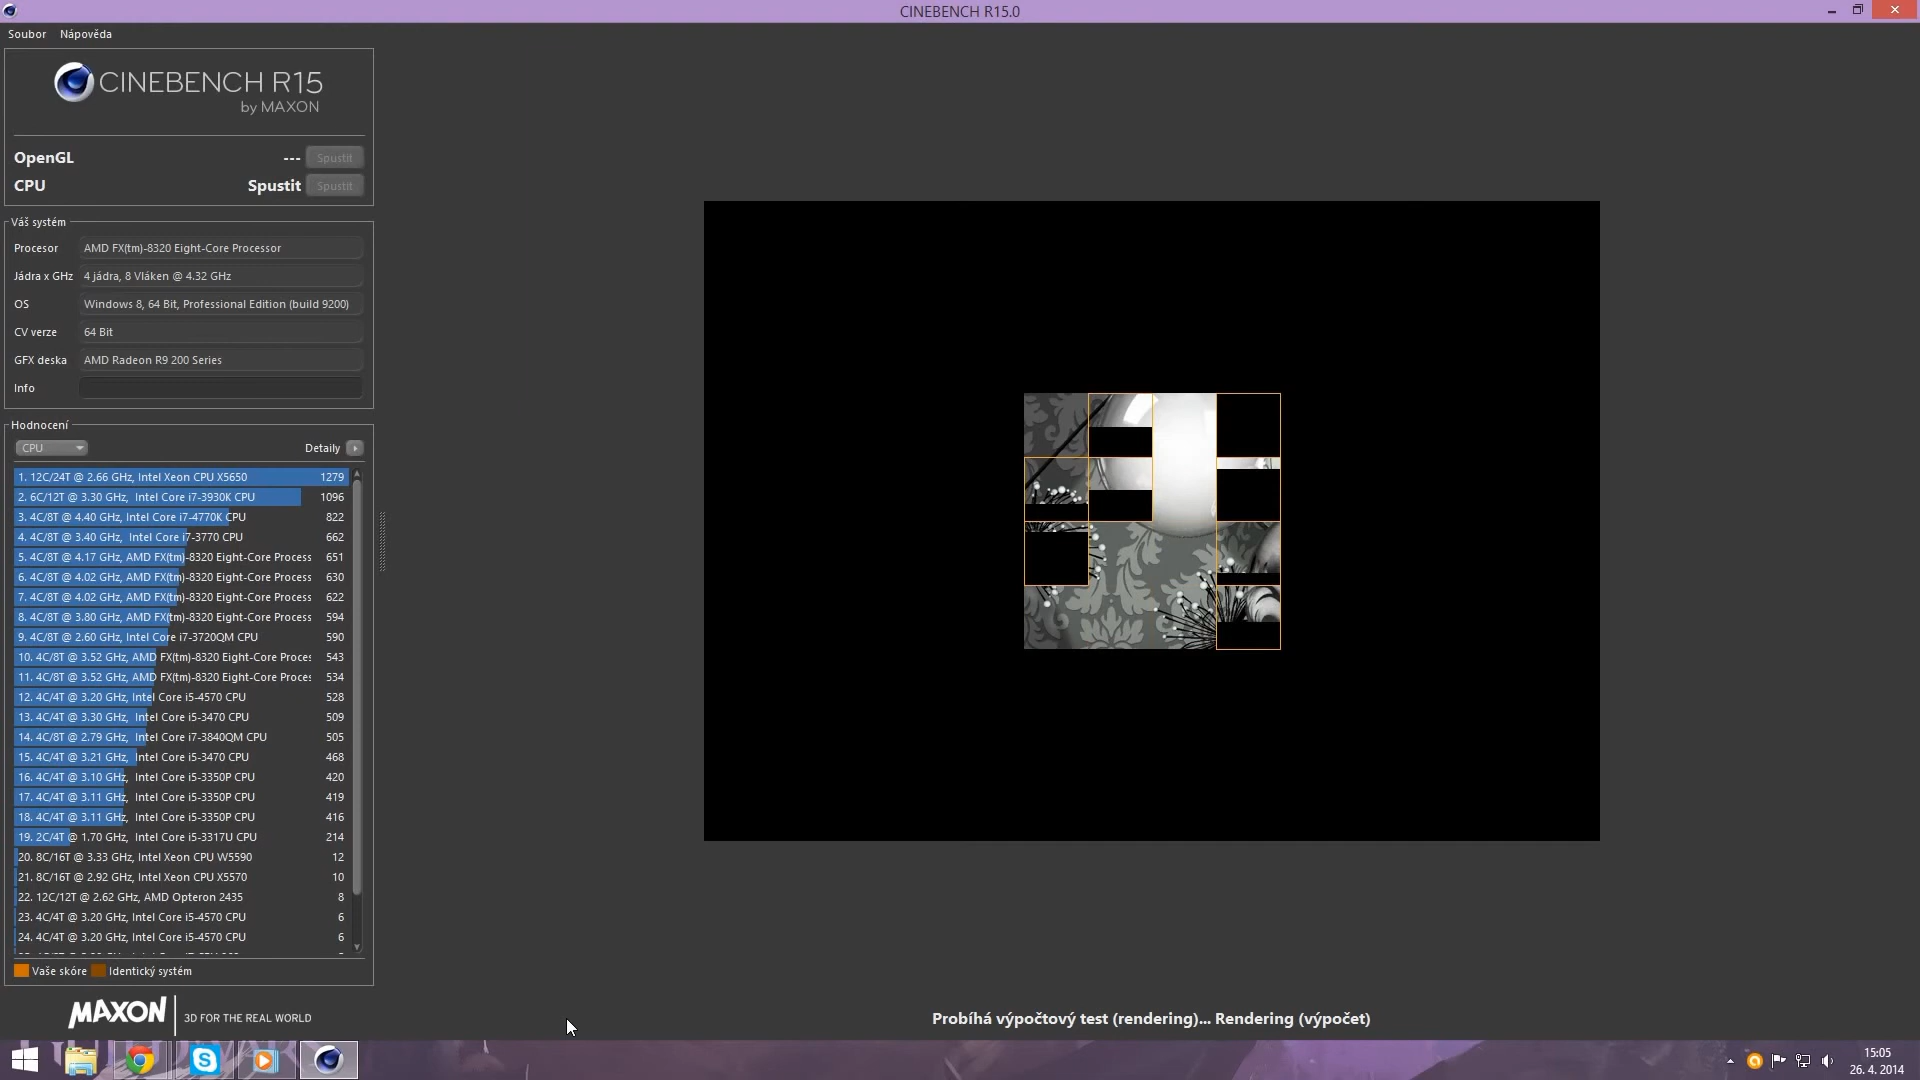 CINEBENCH R15.0
Soubor Nápověda
CINEBENCH R15
by MAXON
OpenGL --- Spustit
CPU Spustit Spustit
Váš systém
Procesor AMD FX(tm)-8320 Eight-Core Processor
Jádra x GHz 4 jádra, 8 Vláken @ 4.32 GHz
OS Windows 8, 64 Bit, Professional Edition (build 9200)
CV verze 64 Bit
GFX deska AMD Radeon R9 200 Series
Info
Hodnocení
CPU Detaily
1. 12C/24T @ 2.66 GHz, Intel Xeon CPU X5650 1279
2. 6C/12T @ 3.30 GHz, Intel Core i7-3930K CPU 1096
3. 4C/8T @ 4.40 GHz, Intel Core i7-4770K CPU 822
4. 4C/8T @ 3.40 GHz, Intel Core i7-3770 CPU 662
5. 4C/8T @ 4.17 GHz, AMD FX(tm)-8320 Eight-Core Process 651
6. 4C/8T @ 4.02 GHz, AMD FX(tm)-8320 Eight-Core Process 630
7. 4C/8T @ 4.02 GHz, AMD FX(tm)-8320 Eight-Core Process 622
8. 4C/8T @ 3.80 GHz, AMD FX(tm)-8320 Eight-Core Process 594
9. 4C/8T @ 2.60 GHz, Intel Core i7-3720QM CPU 590
10. 4C/8T @ 3.52 GHz, AMD FX(tm)-8320 Eight-Core Proces 543
11. 4C/8T @ 3.52 GHz, AMD FX(tm)-8320 Eight-Core Proces 534
12. 4C/4T @ 3.20 GHz, Intel Core i5-4570 CPU 528
13. 4C/4T @ 3.30 GHz, Intel Core i5-3470 CPU 509
14. 4C/8T @ 2.79 GHz, Intel Core i7-3840QM CPU 505
15. 4C/4T @ 3.21 GHz, Intel Core i5-3470 CPU 468
16. 4C/4T @ 3.10 GHz, Intel Core i5-3350P CPU 420
17. 4C/4T @ 3.11 GHz, Intel Core i5-3350P CPU 419
18. 4C/4T @ 3.11 GHz, Intel Core i5-3350P CPU 416
19. 2C/4T @ 1.70 GHz, Intel Core i5-3317U CPU 214
20. 8C/16T @ 3.33 GHz, Intel Xeon CPU W5590 12
21. 8C/16T @ 2.92 GHz, Intel Xeon CPU X5570 10
22. 12C/12T @ 2.62 GHz, AMD Opteron 2435 8
23. 4C/4T @ 3.20 GHz, Intel Core i5-4570 CPU 6
24. 4C/4T @ 3.20 GHz, Intel Core i5-4570 CPU 6
Vaše skóre Identický systém
MAXON 3D FOR THE REAL WORLD
Probíhá výpočtový test (rendering)... Rendering (výpočet)
15:05
26. 4. 2014